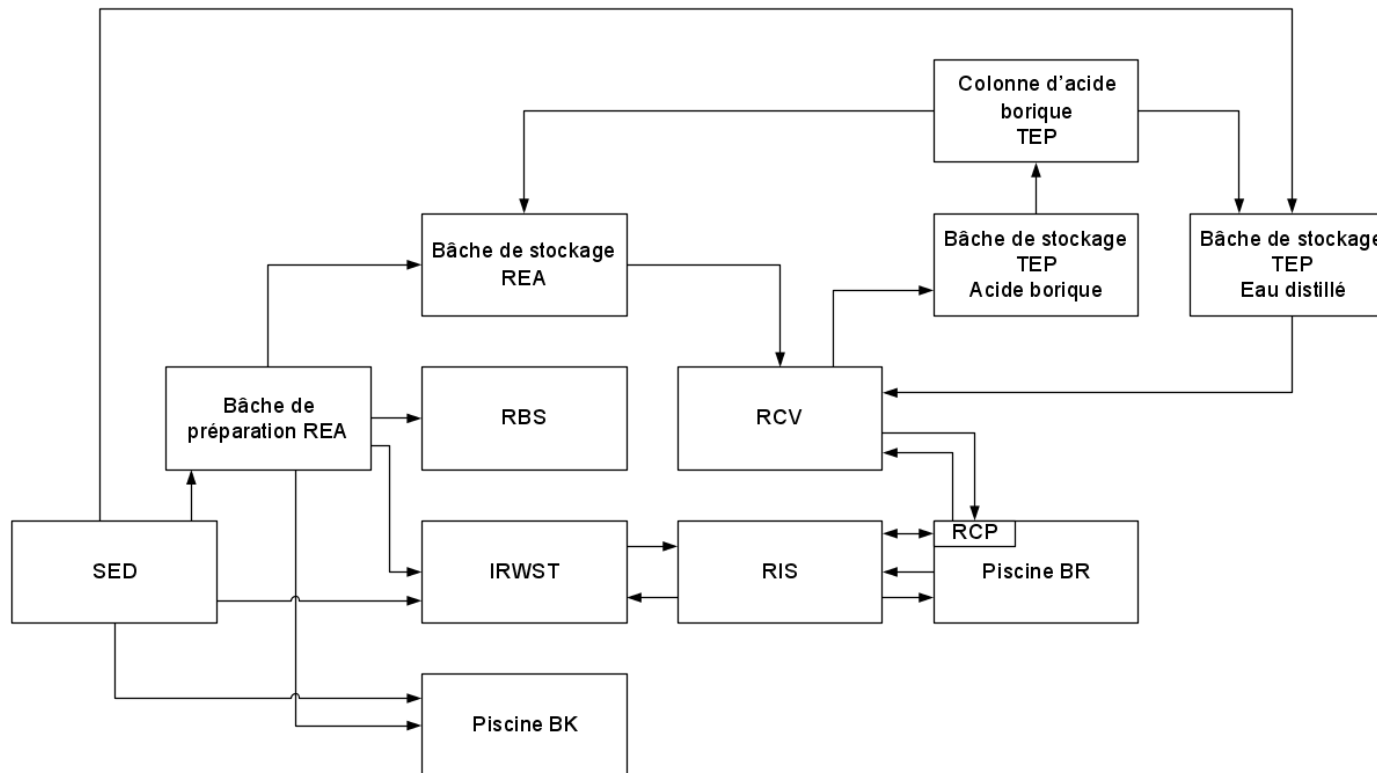 Colonne d'acide
borique
TEP
Bâche de stockage
REA
Bâche de stockage
TEP
Acide borique
Bâche de stockage
TEP
Eau distillé
Bâche de
préparation REA
RBS
RCV
SED
IRWST
RIS
RCP
Piscine BR
Piscine BK